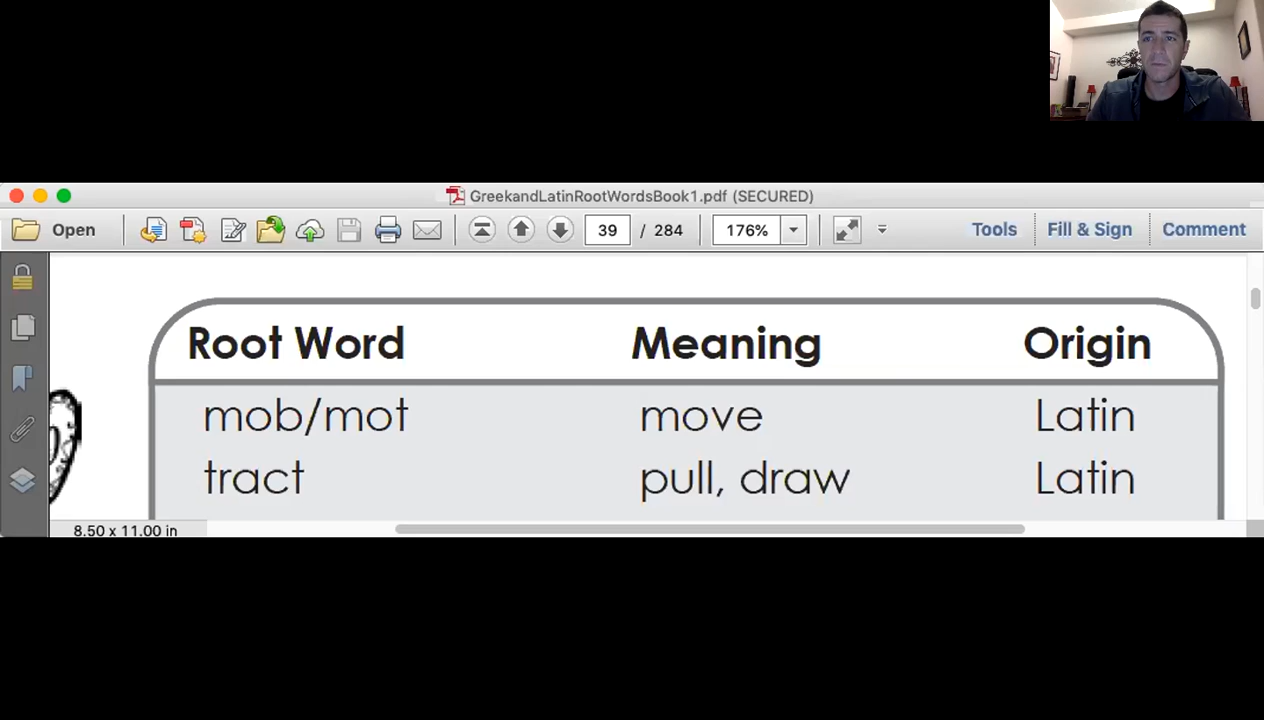 GreekandLatinRootWordsBook1.pdf (SECURED)
Open 39 / 284 176% Tools Fill & Sign Comment
Root Word Meaning Origin
mob/mot move Latin
tract pull, draw Latin
8.50 x 11.00 in